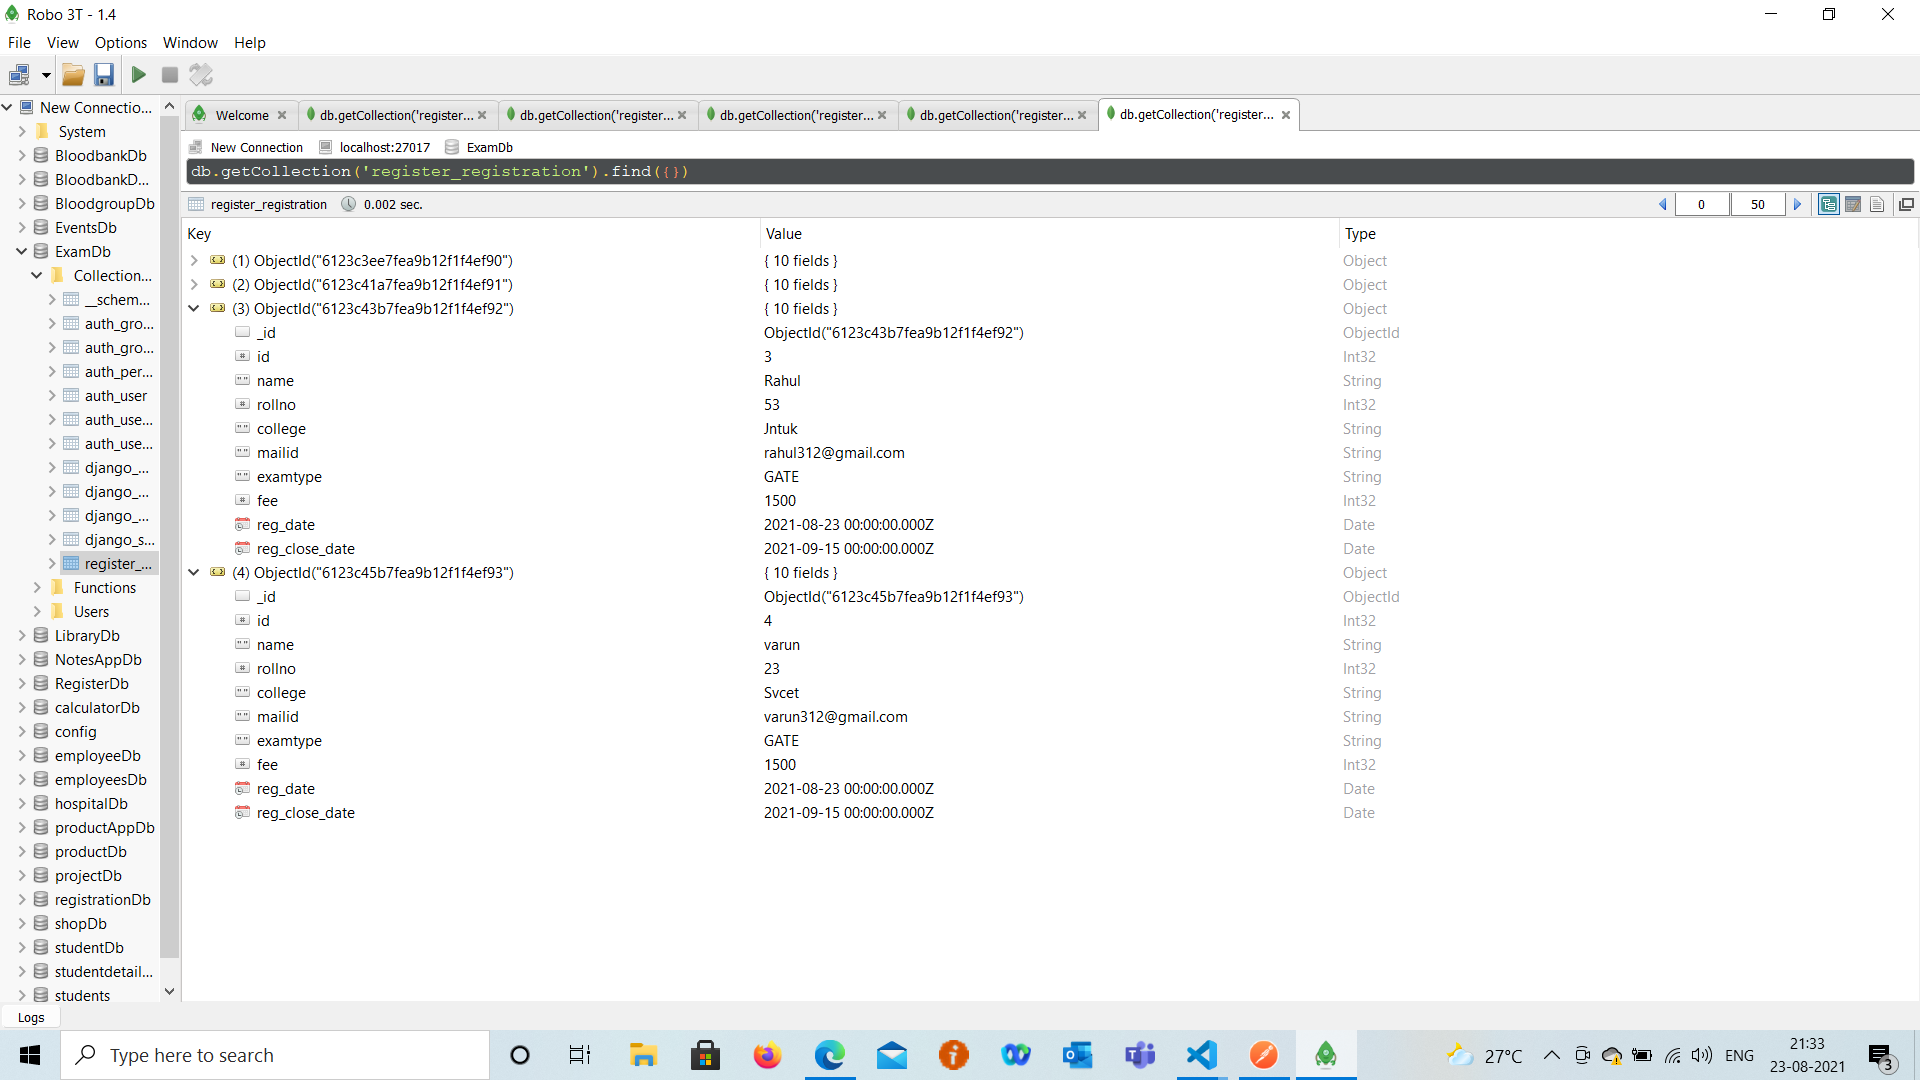 Robo 3T - 1.4
File View Options Window Help
New Connectio...
System
BloodbankDb
BloodbankD...
BloodgroupDb
EventsDb
ExamDb
Collection...
__schem...
auth_gro...
auth_gro...
auth_per...
auth_user
auth_use...
auth_use...
django_...
django_...
django_...
django_s...
register_...
Functions
Users
LibraryDb
NotesAppDb
RegisterDb
calculatorDb
config
employeeDb
employeesDb
hospitalDb
productAppDb
productDb
projectDb
registrationDb
shopDb
studentDb
studentdetail...
students
Welcome db.getCollection('register... db.getCollection('register... db.getCollection('register... db.getCollection('register... db.getCollection('register...
New Connection localhost:27017 ExamDb
db.getCollection('register_registration').find({})
register_registration 0.002 sec. 0 50
Key Value Type
(1) ObjectId("6123c3ee7fea9b12f1f4ef90") { 10 fields } Object
(2) ObjectId("6123c41a7fea9b12f1f4ef91") { 10 fields } Object
(3) ObjectId("6123c43b7fea9b12f1f4ef92") { 10 fields } Object
_id ObjectId("6123c43b7fea9b12f1f4ef92") ObjectId
id 3 Int32
name Rahul String
rollno 53 Int32
college Jntuk String
mailid rahul312@gmail.com String
examtype GATE String
fee 1500 Int32
reg_date 2021-08-23 00:00:00.000Z Date
reg_close_date 2021-09-15 00:00:00.000Z Date
(4) ObjectId("6123c45b7fea9b12f1f4ef93") { 10 fields } Object
_id ObjectId("6123c45b7fea9b12f1f4ef93") ObjectId
id 4 Int32
name varun String
rollno 23 Int32
college Svcet String
mailid varun312@gmail.com String
examtype GATE String
fee 1500 Int32
reg_date 2021-08-23 00:00:00.000Z Date
reg_close_date 2021-09-15 00:00:00.000Z Date
Logs
Type here to search
27°C ENG 21:33
23-08-2021 3